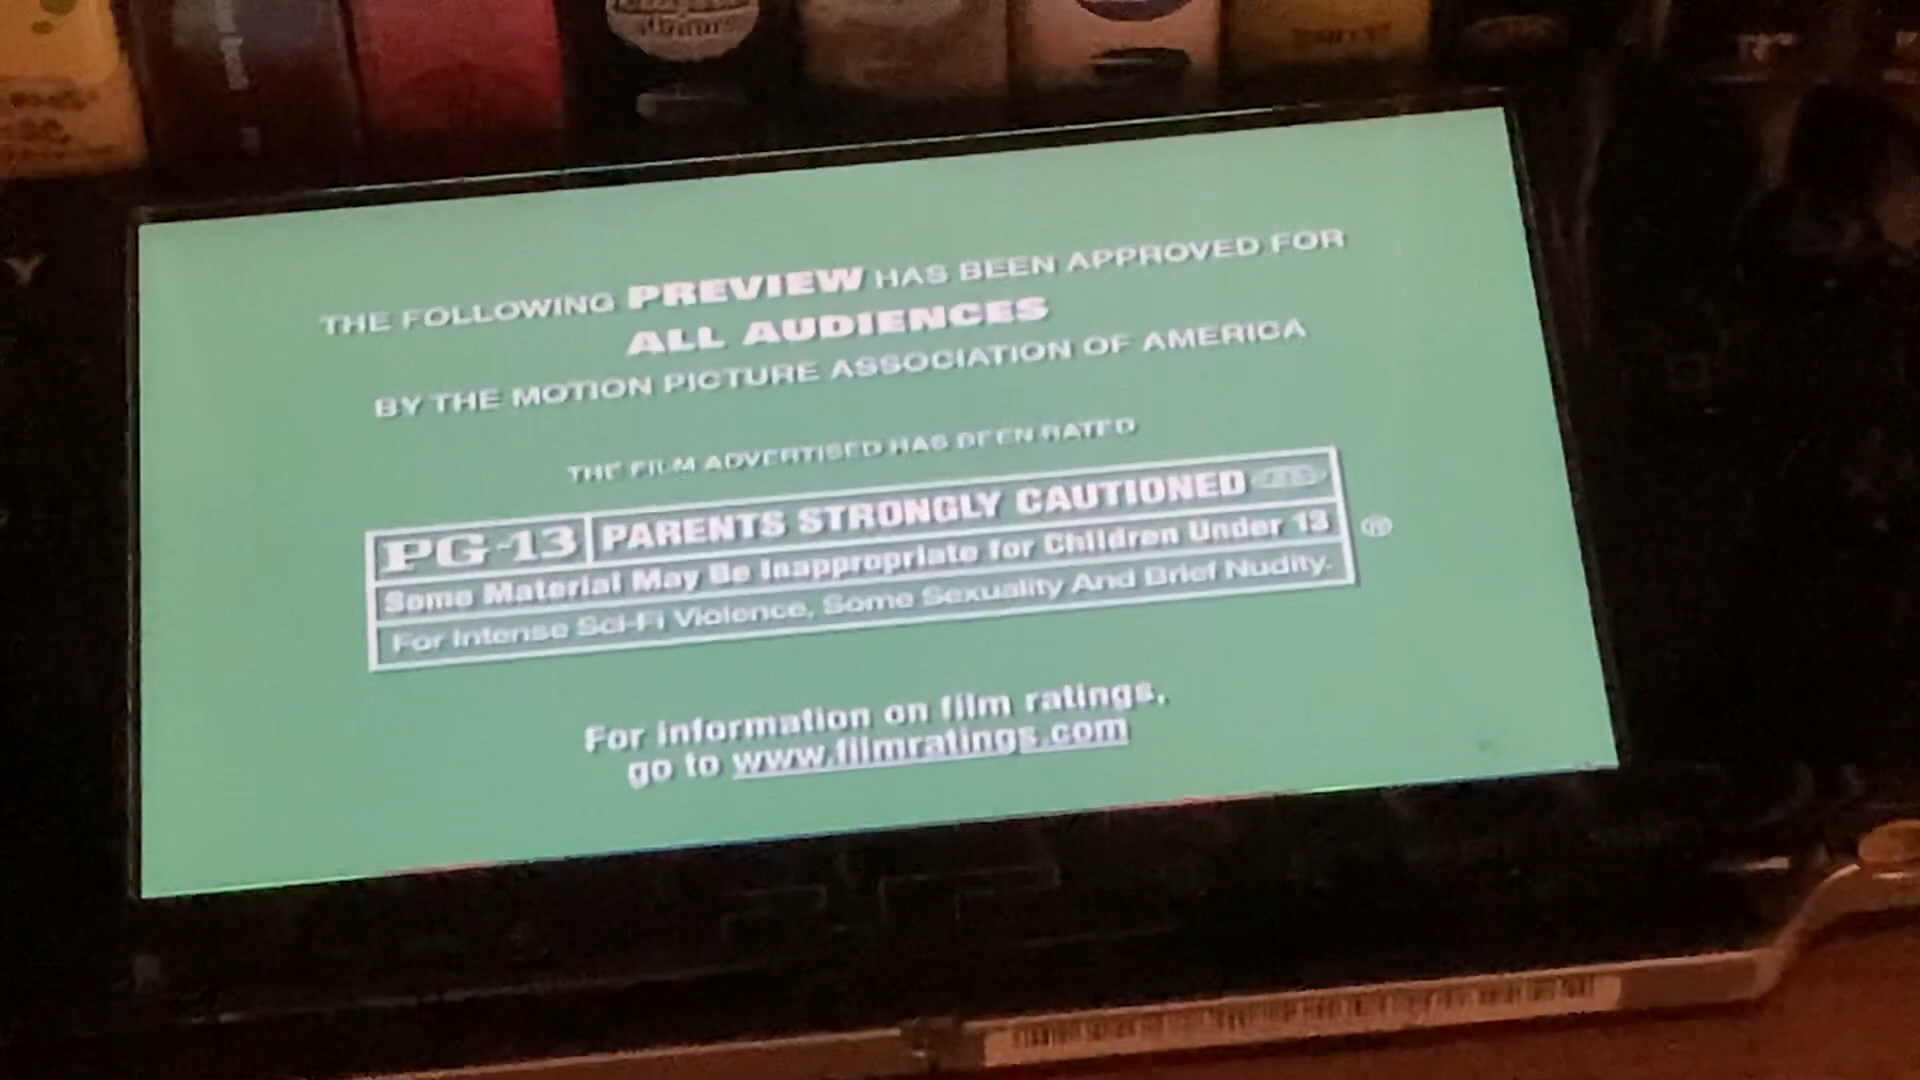 THE FOLLOWING PREVIEW HAS BEEN APPROVED FOR
ALL AUDIENCES
BY THE MOTION PICTURE ASSOCIATION OF AMERICA
THE FILM ADVERTISED HAS BEEN RATED
PG-13 PARENTS STRONGLY CAUTIONED
Some Material May Be Inappropriate for Children Under 13 ®
For Intense Sci-Fi Violence, Some Sexuality And Brief Nudity.
For information on film ratings,
go to www.filmratings.com